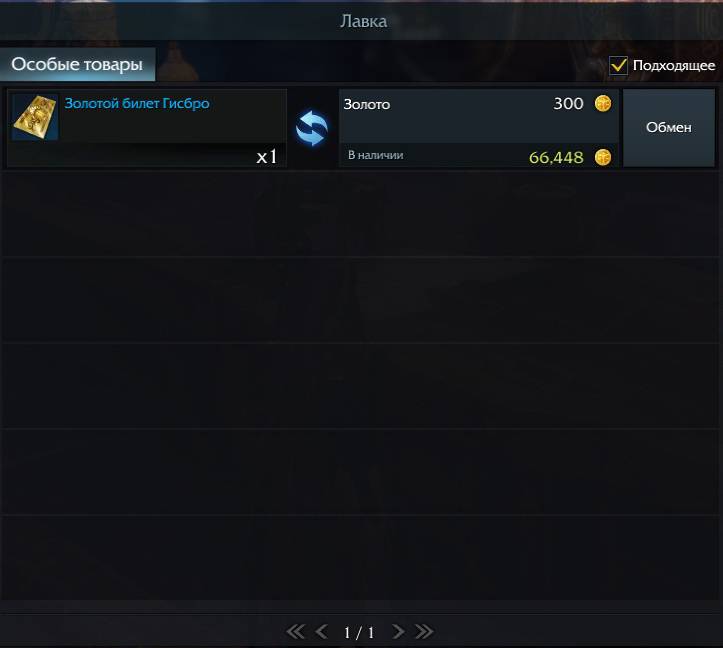 Лавка
Особые товары
Подходящее
Золотой билет Гисбро
x1
Золото 300
В наличии 66,448
Обмен
1 / 1